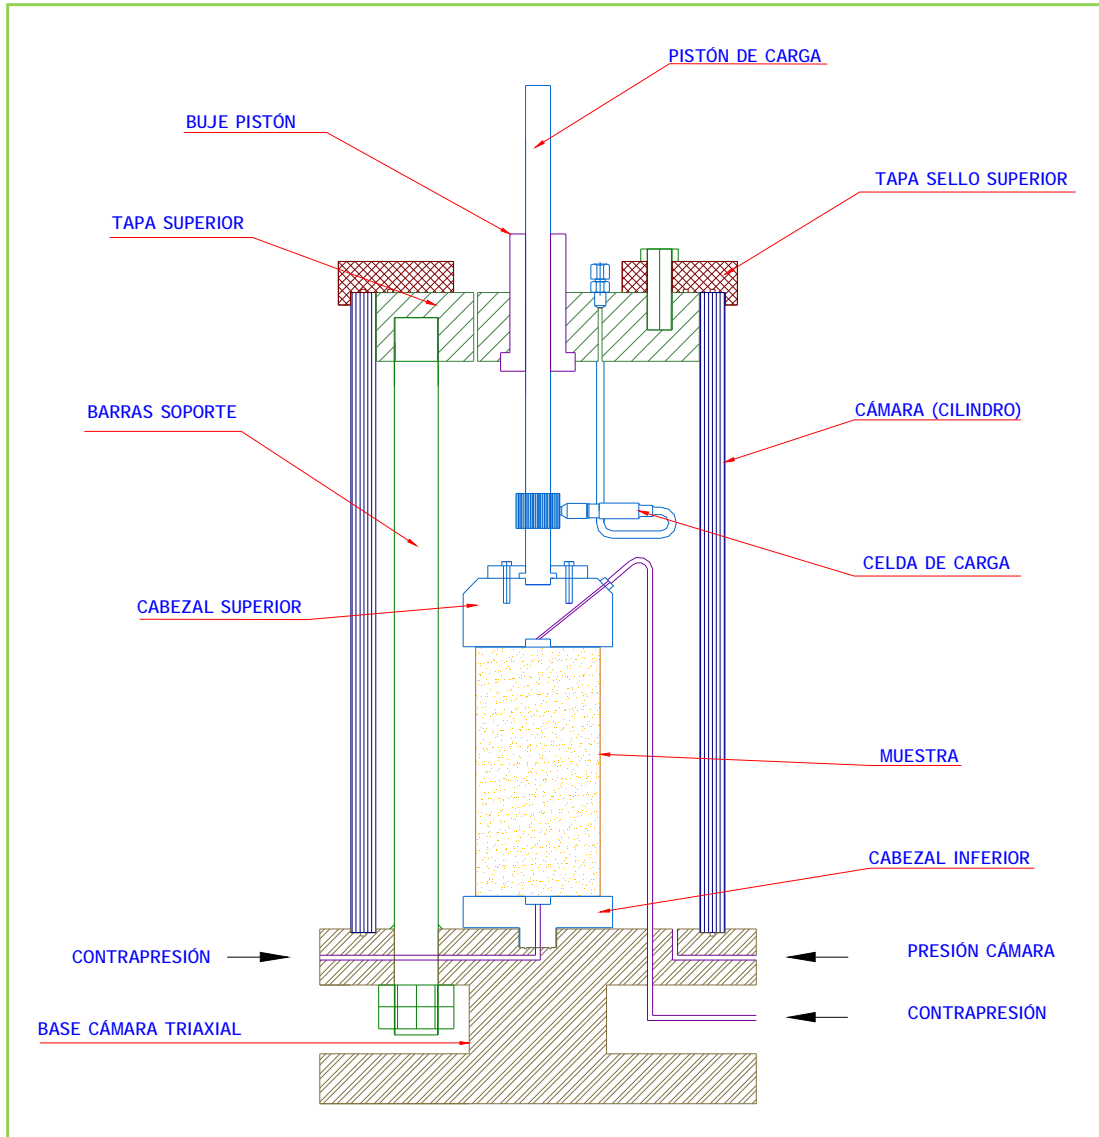 PISTÓN DE CARGA
BUJE PISTÓN
TAPA SELLO SUPERIOR
TAPA SUPERIOR
BARRAS SOPORTE
CÁMARA (CILINDRO)
CELDA DE CARGA
CABEZAL SUPERIOR
MUESTRA
CABEZAL INFERIOR
CONTRAPRESIÓN
PRESIÓN CÁMARA
CONTRAPRESIÓN
BASE CÁMARA TRIAXIAL